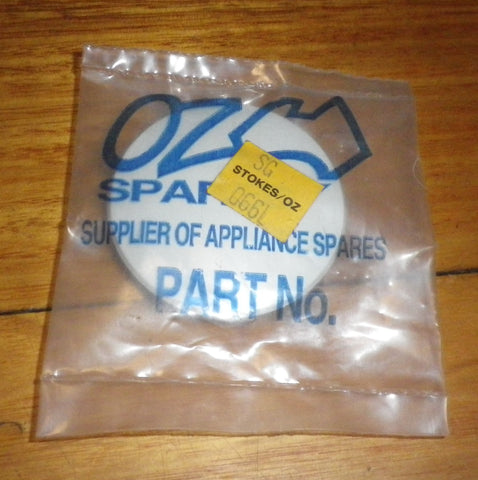 OZ
SPAR
SUPPLIER OF APPLIANCE SPARES
PART No.
SG
STOKES/OZ